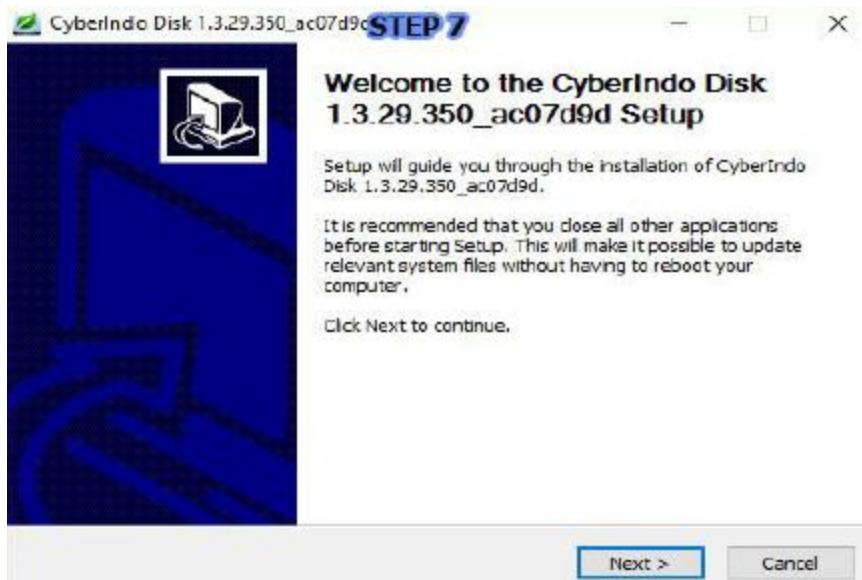 CyberIndo Disk 1.3.29.350_ac07d9d
STEP 7
Welcome to the CyberIndo Disk
1.3.29.350_ac07d9d Setup
Setup will guide you through the installation of CyberIndo
Disk 1.3.29.350_ac07d9d.
It is recommended that you close all other applications
before starting Setup. This will make it possible to update
relevant system files without having to reboot your
computer.
Click Next to continue.
Next >
Cancel